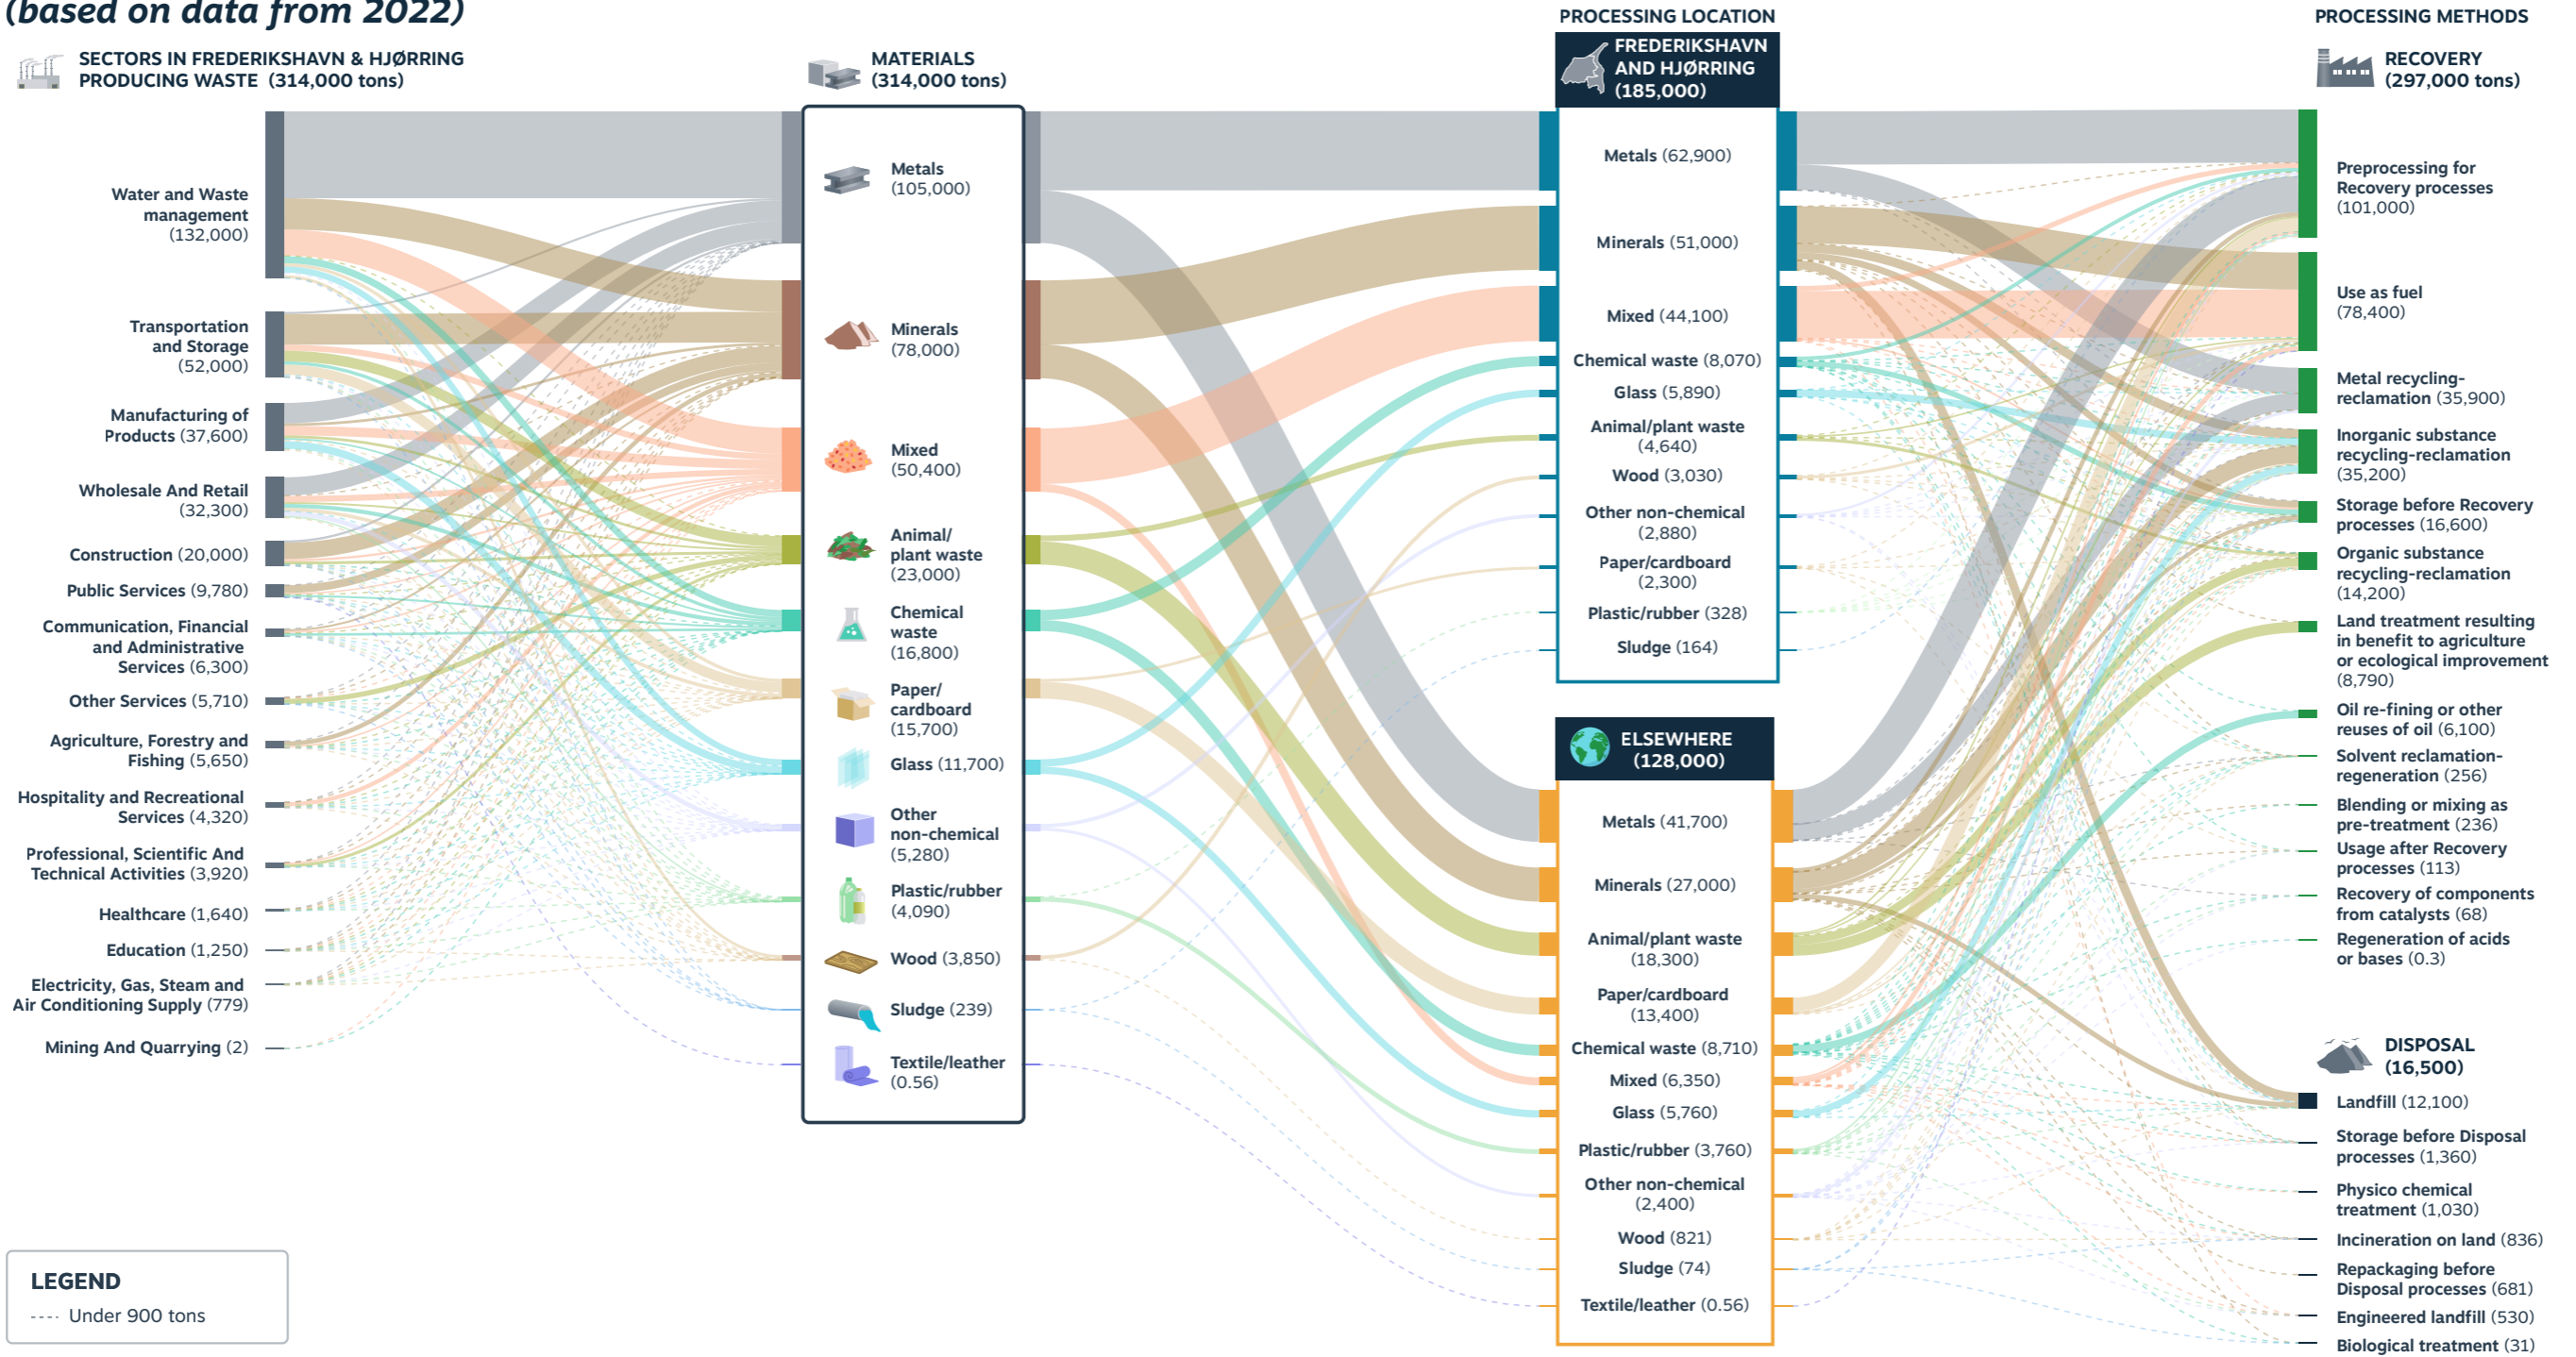 (based on data from 2022)
SECTORS IN FREDERIKSHAVN & HJØRRING
PRODUCING WASTE (314,000 tons)
Water and Waste
management
(132,000)
Transportation
and Storage
(52,000)
Manufacturing of
Products (37,600)
Wholesale And Retail
(32,300)
Construction (20,000)
Public Services (9,780)
Communication, Financial
and Administrative
Services (6,300)
Other Services (5,710)
Agriculture, Forestry and
Fishing (5,650)
Hospitality and Recreational
Services (4,320)
Professional, Scientific And
Technical Activities (3,920)
Healthcare (1,640)
Education (1,250)
Electricity, Gas, Steam and
Air Conditioning Supply (779)
Mining And Quarrying (2)
LEGEND
Under 900 tons
MATERIALS
(314,000 tons)
Metals
(105,000)
Minerals
(78,000)
Mixed
(50,400)
Animal/
plant waste
(23,000)
Chemical
waste
(16,800)
Paper/
cardboard
(15,700)
Glass (11,700)
Other
non-chemical
(5,280)
Plastic/rubber
(4,090)
Wood (3,850)
Sludge (239)
Textile/leather
(0.56)
PROCESSING LOCATION
FREDERIKSHAVN
AND HJØRRING
(185,000)
Metals (62,900)
Minerals (51,000)
Mixed (44,100)
Chemical waste (8,070)
Glass (5,890)
Animal/plant waste
(4,640)
Wood (3,030)
Other non-chemical
(2,880)
Paper/cardboard
(2,300)
Plastic/rubber (328)
Sludge (164)
ELSEWHERE
(128,000)
Metals (41,700)
Minerals (27,000)
Animal/plant waste
(18,300)
Paper/cardboard
(13,400)
Chemical waste (8,710)
Mixed (6,350)
Glass (5,760)
Plastic/rubber (3,760)
Other non-chemical
(2,400)
Wood (821)
Sludge (74)
Textile/leather (0.56)
PROCESSING METHODS
RECOVERY
(297,000 tons)
Preprocessing for
Recovery processes
(101,000)
Use as fuel
(78,400)
Metal recycling-
reclamation (35,900)
Inorganic substance
recycling-reclamation
(35,200)
Storage before Recovery
processes (16,600)
Organic substance
recycling-reclamation
(14,200)
Land treatment resulting
in benefit to agriculture
or ecological improvement
(8,790)
Oil re-fining or other
reuses of oil (6,100)
Solvent reclamation-
regeneration (256)
Blending or mixing as
pre-treatment (236)
Usage after Recovery
processes (113)
Recovery of components
from catalysts (68)
Regeneration of acids
or bases (0.3)
DISPOSAL
(16,500)
Landfill (12,100)
Storage before Disposal
processes (1,360)
Physico chemical
treatment (1,030)
Incineration on land (836)
Repackaging before
Disposal processes (681)
Engineered landfill (530)
Biological treatment (31)